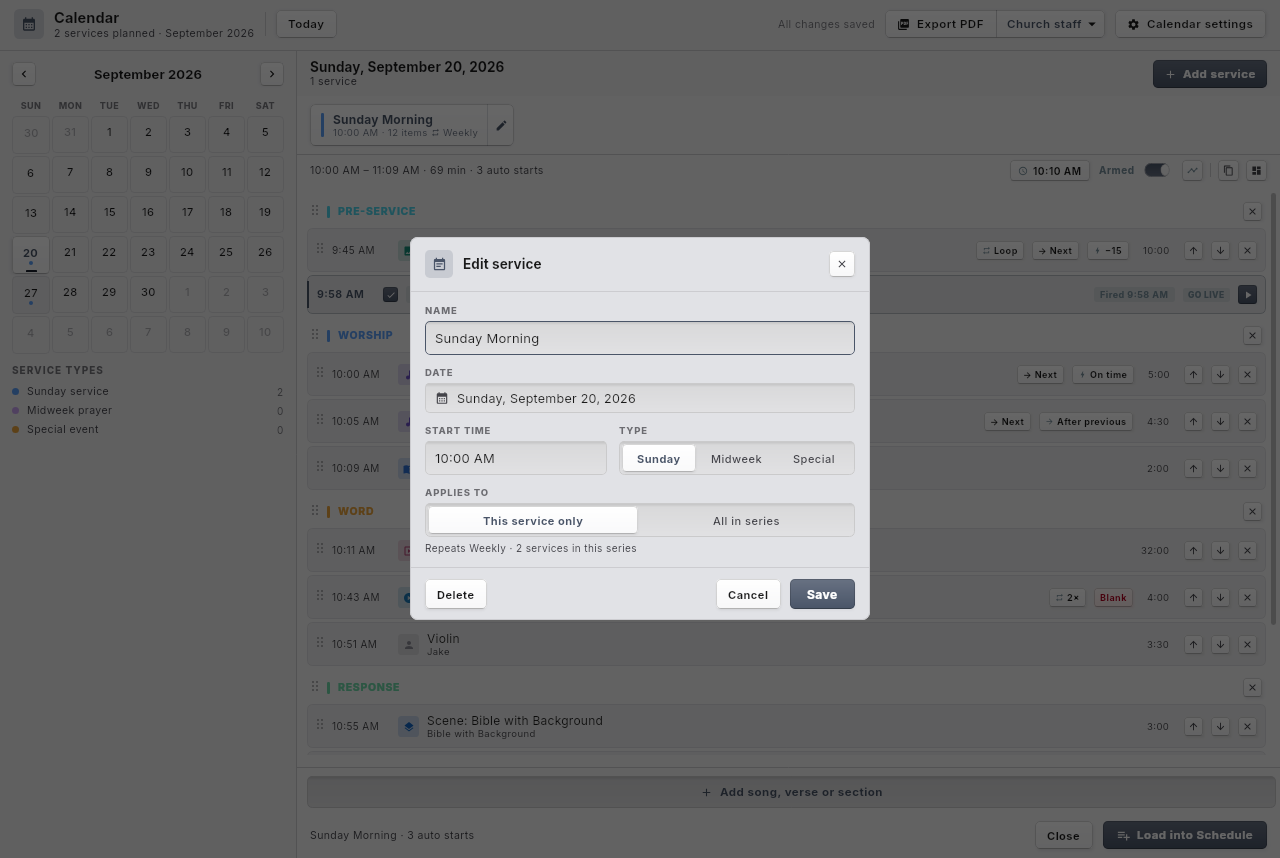 Calendar
2 services planned · September 2026
Today
All changes saved
Export PDF
Church staff
Calendar settings
September 2026
SUN MON TUE WED THU FRI SAT
30 31 1 2 3 4 5
6 7 8 9 10 11 12
13 14 15 16 17 18 19
20 21 22 23 24 25 26
27 28 29 30 1 2 3
4 5 6 7 8 9 10
SERVICE TYPES
Sunday service 2
Midweek prayer 0
Special event 0
Sunday, September 20, 2026
1 service
Add service
Sunday Morning
10:00 AM · 12 items Weekly
10:00 AM – 11:09 AM · 69 min · 3 auto starts
10:10 AM
Armed
PRE-SERVICE
9:45 AM Loop Next −15 10:00
9:58 AM Fired 9:58 AM GO LIVE
WORSHIP
10:00 AM Next On time 5:00
10:05 AM Next After previous 4:30
10:09 AM 2:00
WORD
10:11 AM 32:00
10:43 AM 2× Blank 4:00
10:51 AM Violin 3:30
Jake
RESPONSE
10:55 AM Scene: Bible with Background 3:00
Bible with Background
Add song, verse or section
Sunday Morning · 3 auto starts
Close
Load into Schedule
Edit service
NAME
Sunday Morning
DATE
Sunday, September 20, 2026
START TIME
10:00 AM
TYPE
Sunday Midweek Special
APPLIES TO
This service only All in series
Repeats Weekly · 2 services in this series
Delete
Cancel
Save